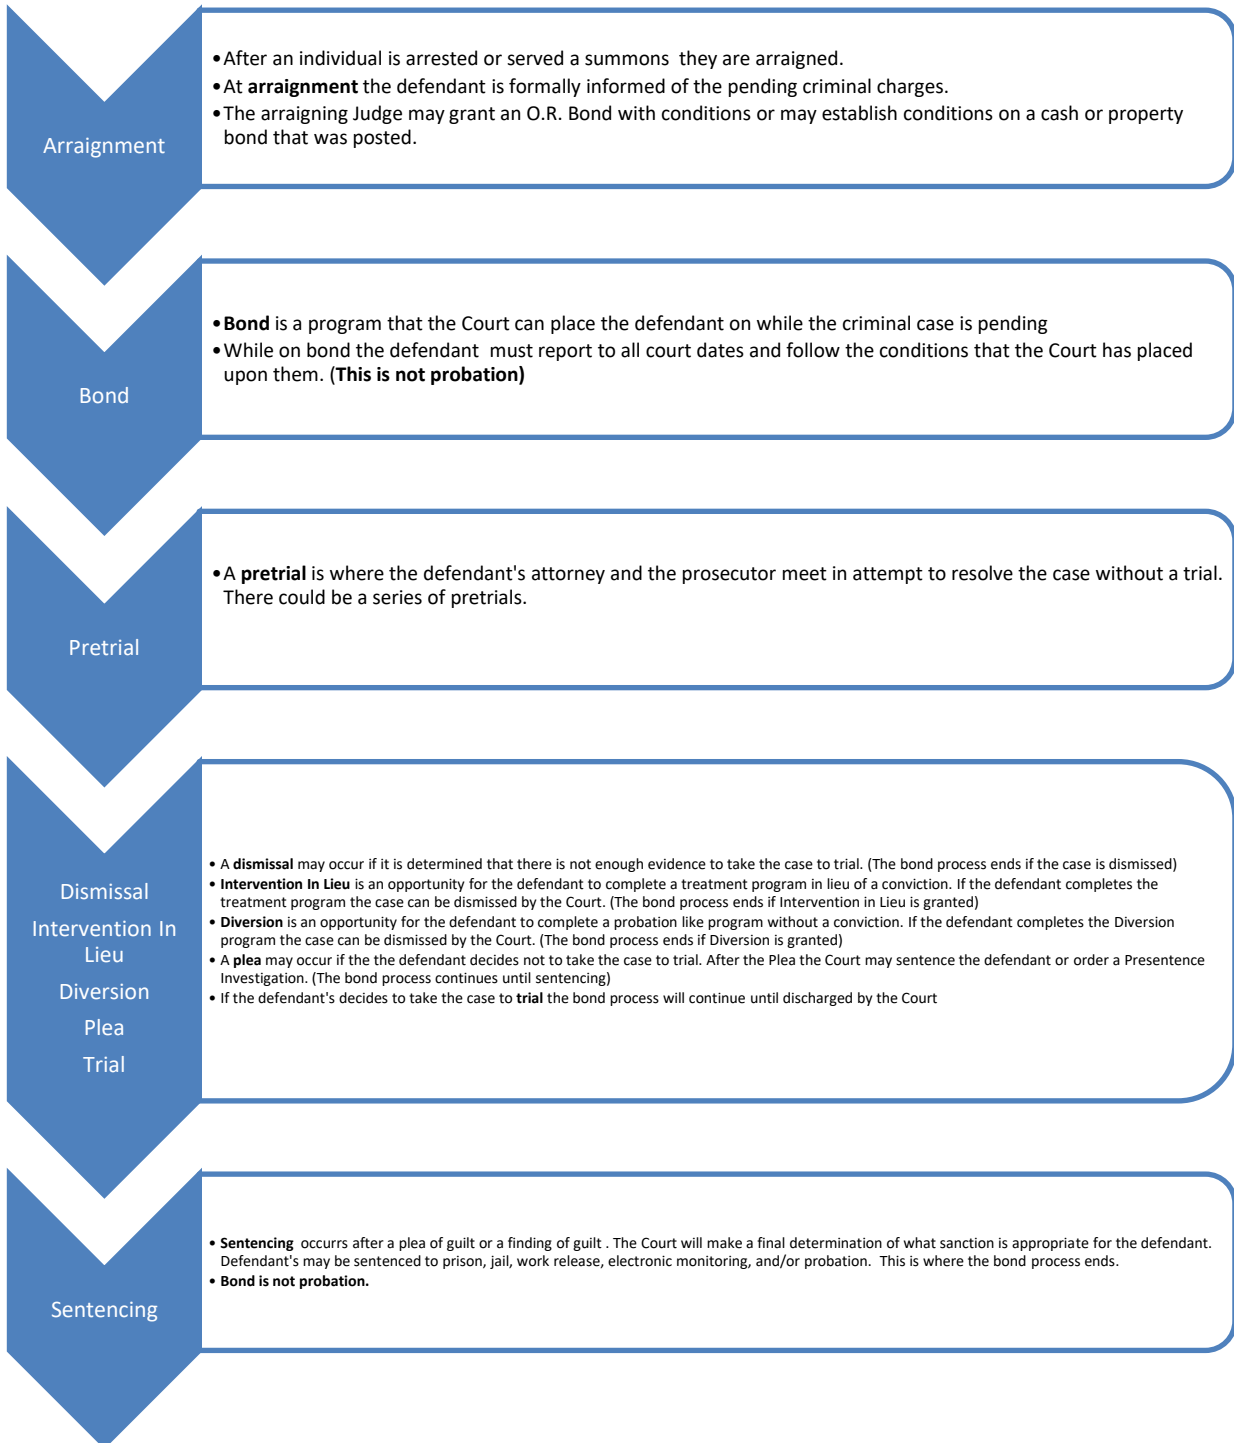 Arraignment
•After an individual is arrested or served a summons  they are arraigned.
•At arraignment the defendant is formally informed of the pending criminal charges.
•The arraigning Judge may grant an O.R. Bond with conditions or may establish conditions on a cash or property
bond that was posted.
Bond
•Bond is a program that the Court can place the defendant on while the criminal case is pending
•While on bond the defendant  must report to all court dates and follow the conditions that the Court has placed
upon them. (This is not probation)
Pretrial
•A pretrial is where the defendant's attorney and the prosecutor meet in attempt to resolve the case without a trial.
There could be a series of pretrials.
Dismissal
Intervention In
Lieu
Diversion
Plea
Trial
• A dismissal may occur if it is determined that there is not enough evidence to take the case to trial. (The bond process ends if the case is dismissed)
• Intervention In Lieu is an opportunity for the defendant to complete a treatment program in lieu of a conviction. If the defendant completes the
treatment program the case can be dismissed by the Court. (The bond process ends if Intervention in Lieu is granted)
• Diversion is an opportunity for the defendant to complete a probation like program without a conviction. If the defendant completes the Diversion
program the case can be dismissed by the Court. (The bond process ends if Diversion is granted)
• A plea may occur if the the defendant decides not to take the case to trial. After the Plea the Court may sentence the defendant or order a Presentence
Investigation. (The bond process continues until sentencing)
• If the defendant's decides to take the case to trial the bond process will continue until discharged by the Court
Sentencing
• Sentencing  occurrs after a plea of guilt or a finding of guilt . The Court will make a final determination of what sanction is appropriate for the defendant.
Defendant's may be sentenced to prison, jail, work release, electronic monitoring, and/or probation.  This is where the bond process ends.
• Bond is not probation.